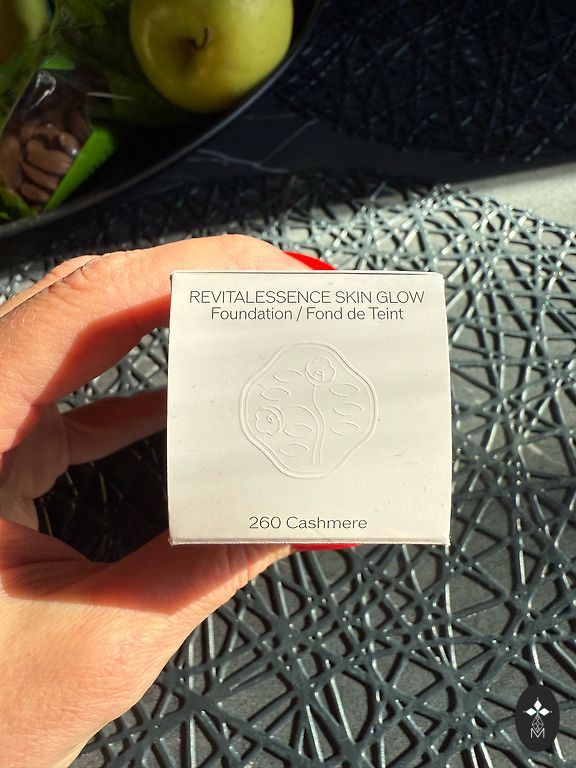 REVITALESSENCE SKIN GLOW
Foundation / Fond de Teint
260 Cashmere